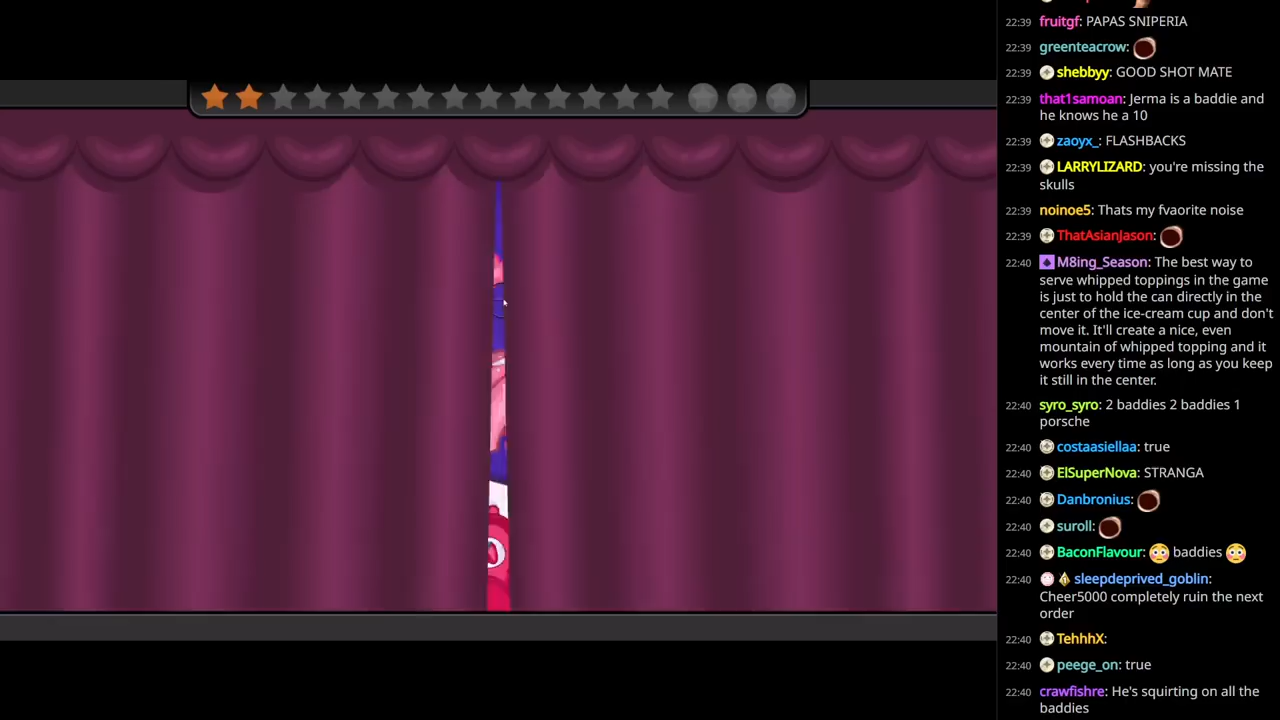 22:39 fruitgf: PAPAS SNIPERIA
22:39 greenteacrow:
22:39 shebbyy: GOOD SHOT MATE
22:39 that1samoan: Jerma is a baddie and
he knows he a 10
22:39 zaoyx_: FLASHBACKS
22:39 LARRYLIZARD: you're missing the
skulls
22:39 noinoe5: Thats my fvaorite noise
22:39 ThatAsianJason:
22:40 M8ing_Season: The best way to
serve whipped toppings in the game
is just to hold the can directly in the
center of the ice-cream cup and don't
move it. It'll create a nice, even
mountain of whipped topping and it
works every time as long as you keep
it still in the center.
22:40 syro_syro: 2 baddies 2 baddies 1
porsche
22:40 costaasiellaa: true
22:40 ElSuperNova: STRANGA
22:40 Danbronius:
22:40 suroll:
22:40 BaconFlavour: 😳 baddies 😳
22:40 sleepdeprived_goblin:
Cheer5000 completely ruin the next
order
22:40 TehhhX:
22:40 peege_on: true
22:40 crawfishre: He's squirting on all the
baddies